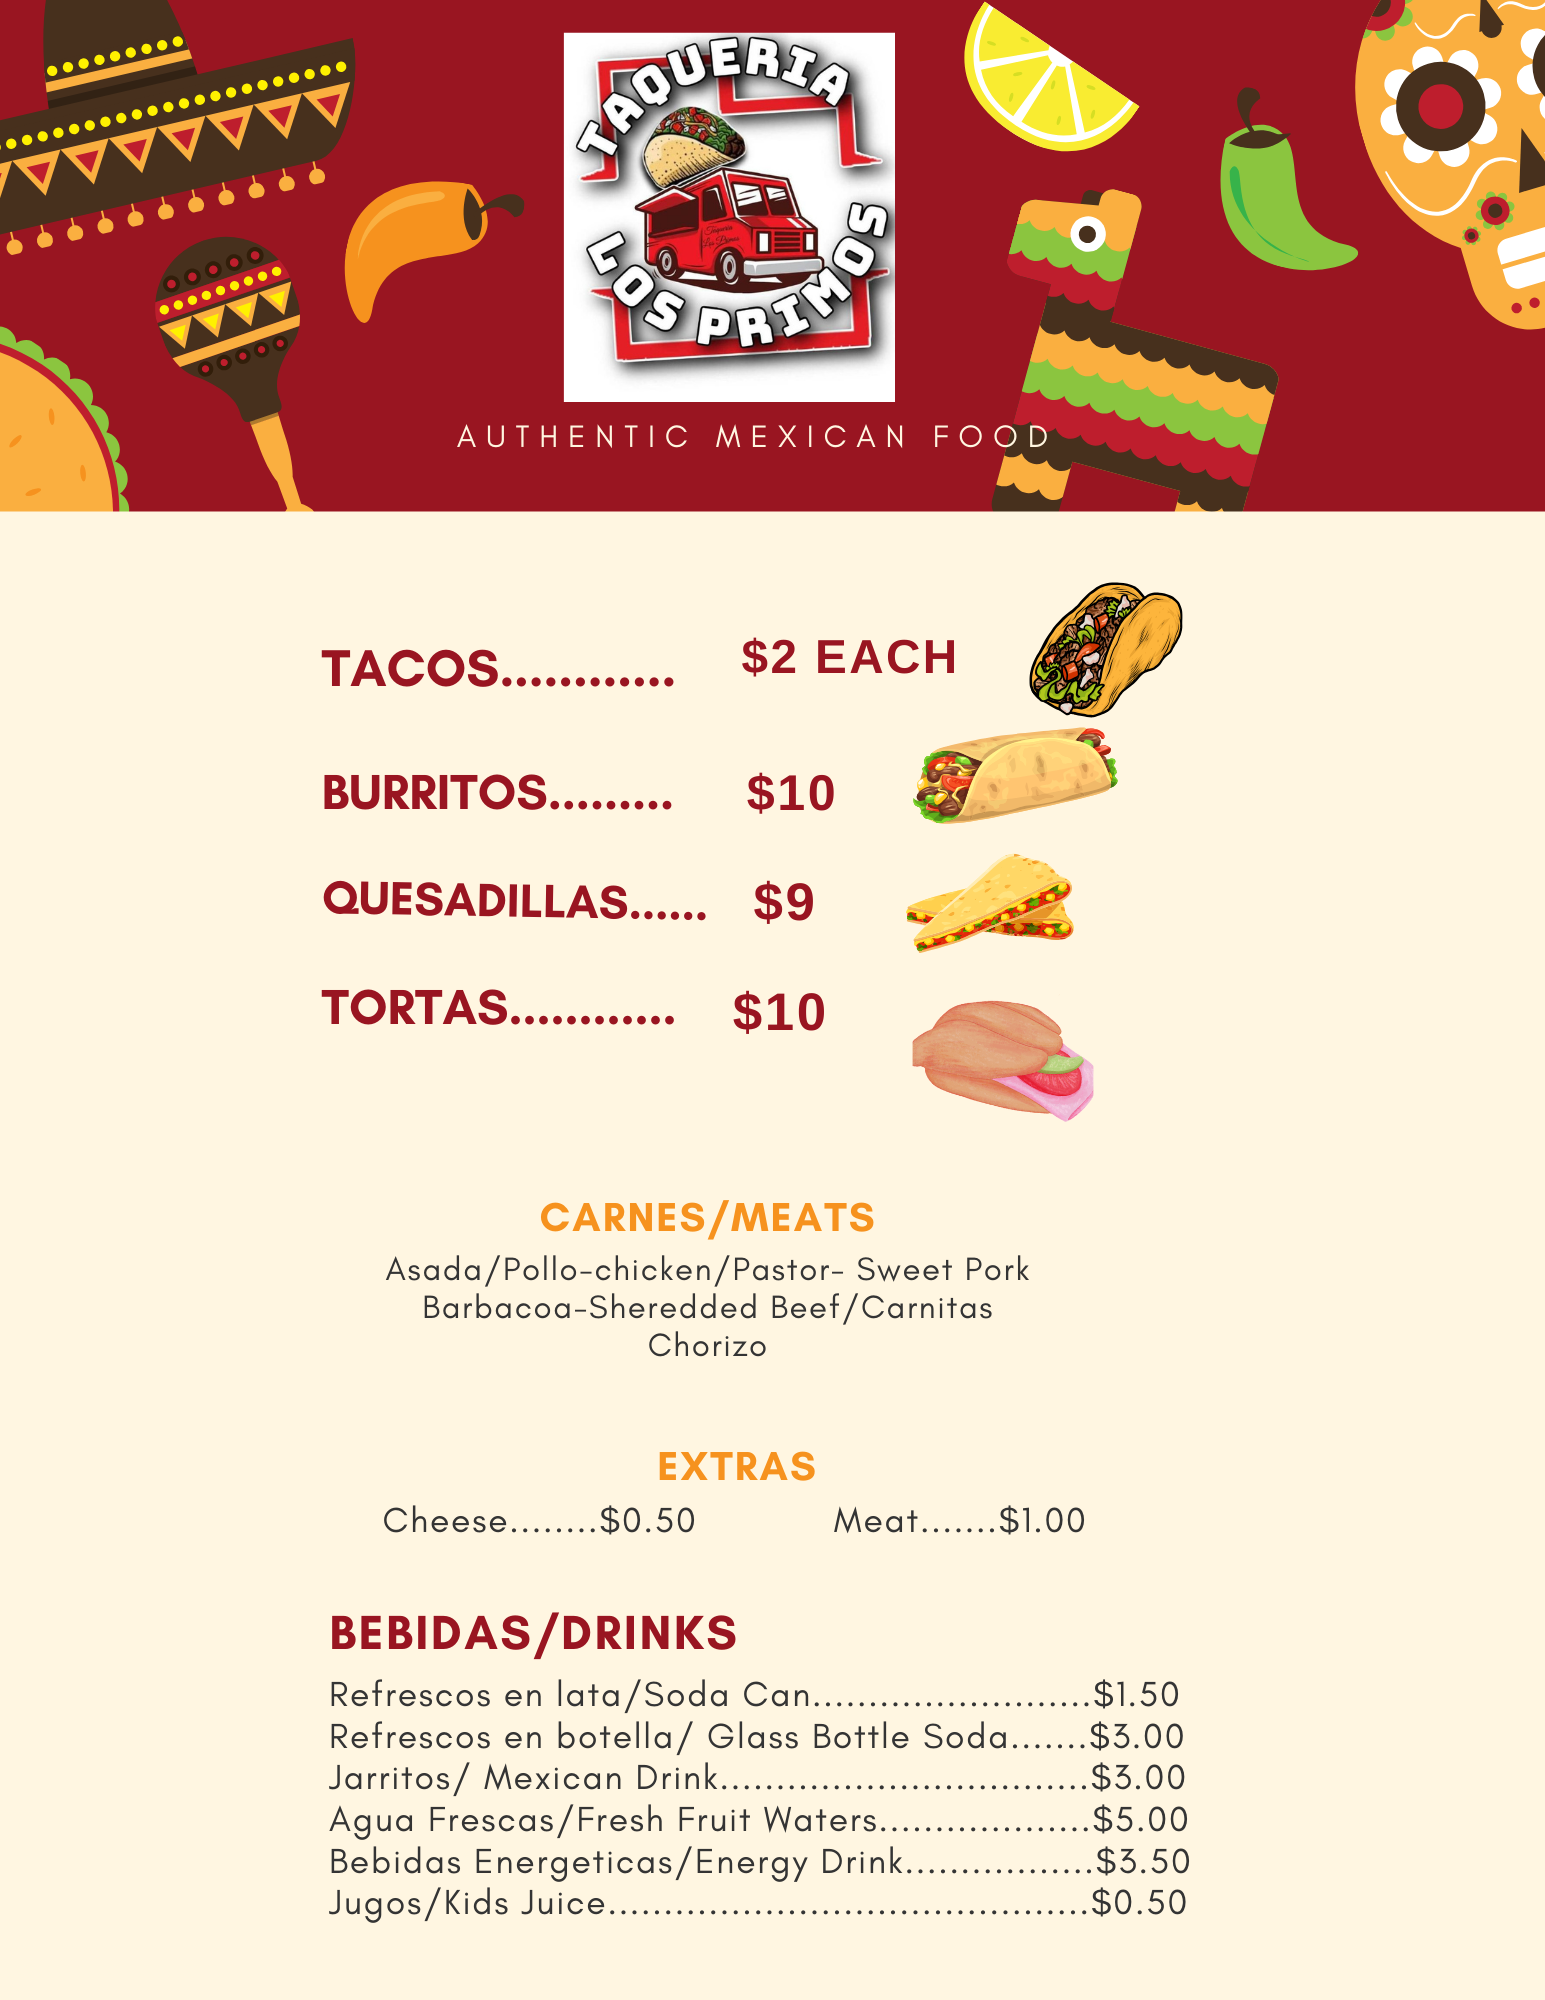 TAQUERIA
Taqueria
Los Primos
LOS PRIMOS
AUTHENTIC MEXICAN FOOD
TACOS............ $2 EACH
BURRITOS......... $10
QUESADILLAS...... $9
TORTAS............ $10
CARNES/MEATS
Asada/Pollo-chicken/Pastor- Sweet Pork
Barbacoa-Sheredded Beef/Carnitas
Chorizo
EXTRAS
Cheese........$0.50 Meat.......$1.00
BEBIDAS/DRINKS
Refrescos en lata/Soda Can.........................$1.50
Refrescos en botella/ Glass Bottle Soda.......$3.00
Jarritos/ Mexican Drink.................................$3.00
Agua Frescas/Fresh Fruit Waters...................$5.00
Bebidas Energeticas/Energy Drink.................$3.50
Jugos/Kids Juice...........................................$0.50